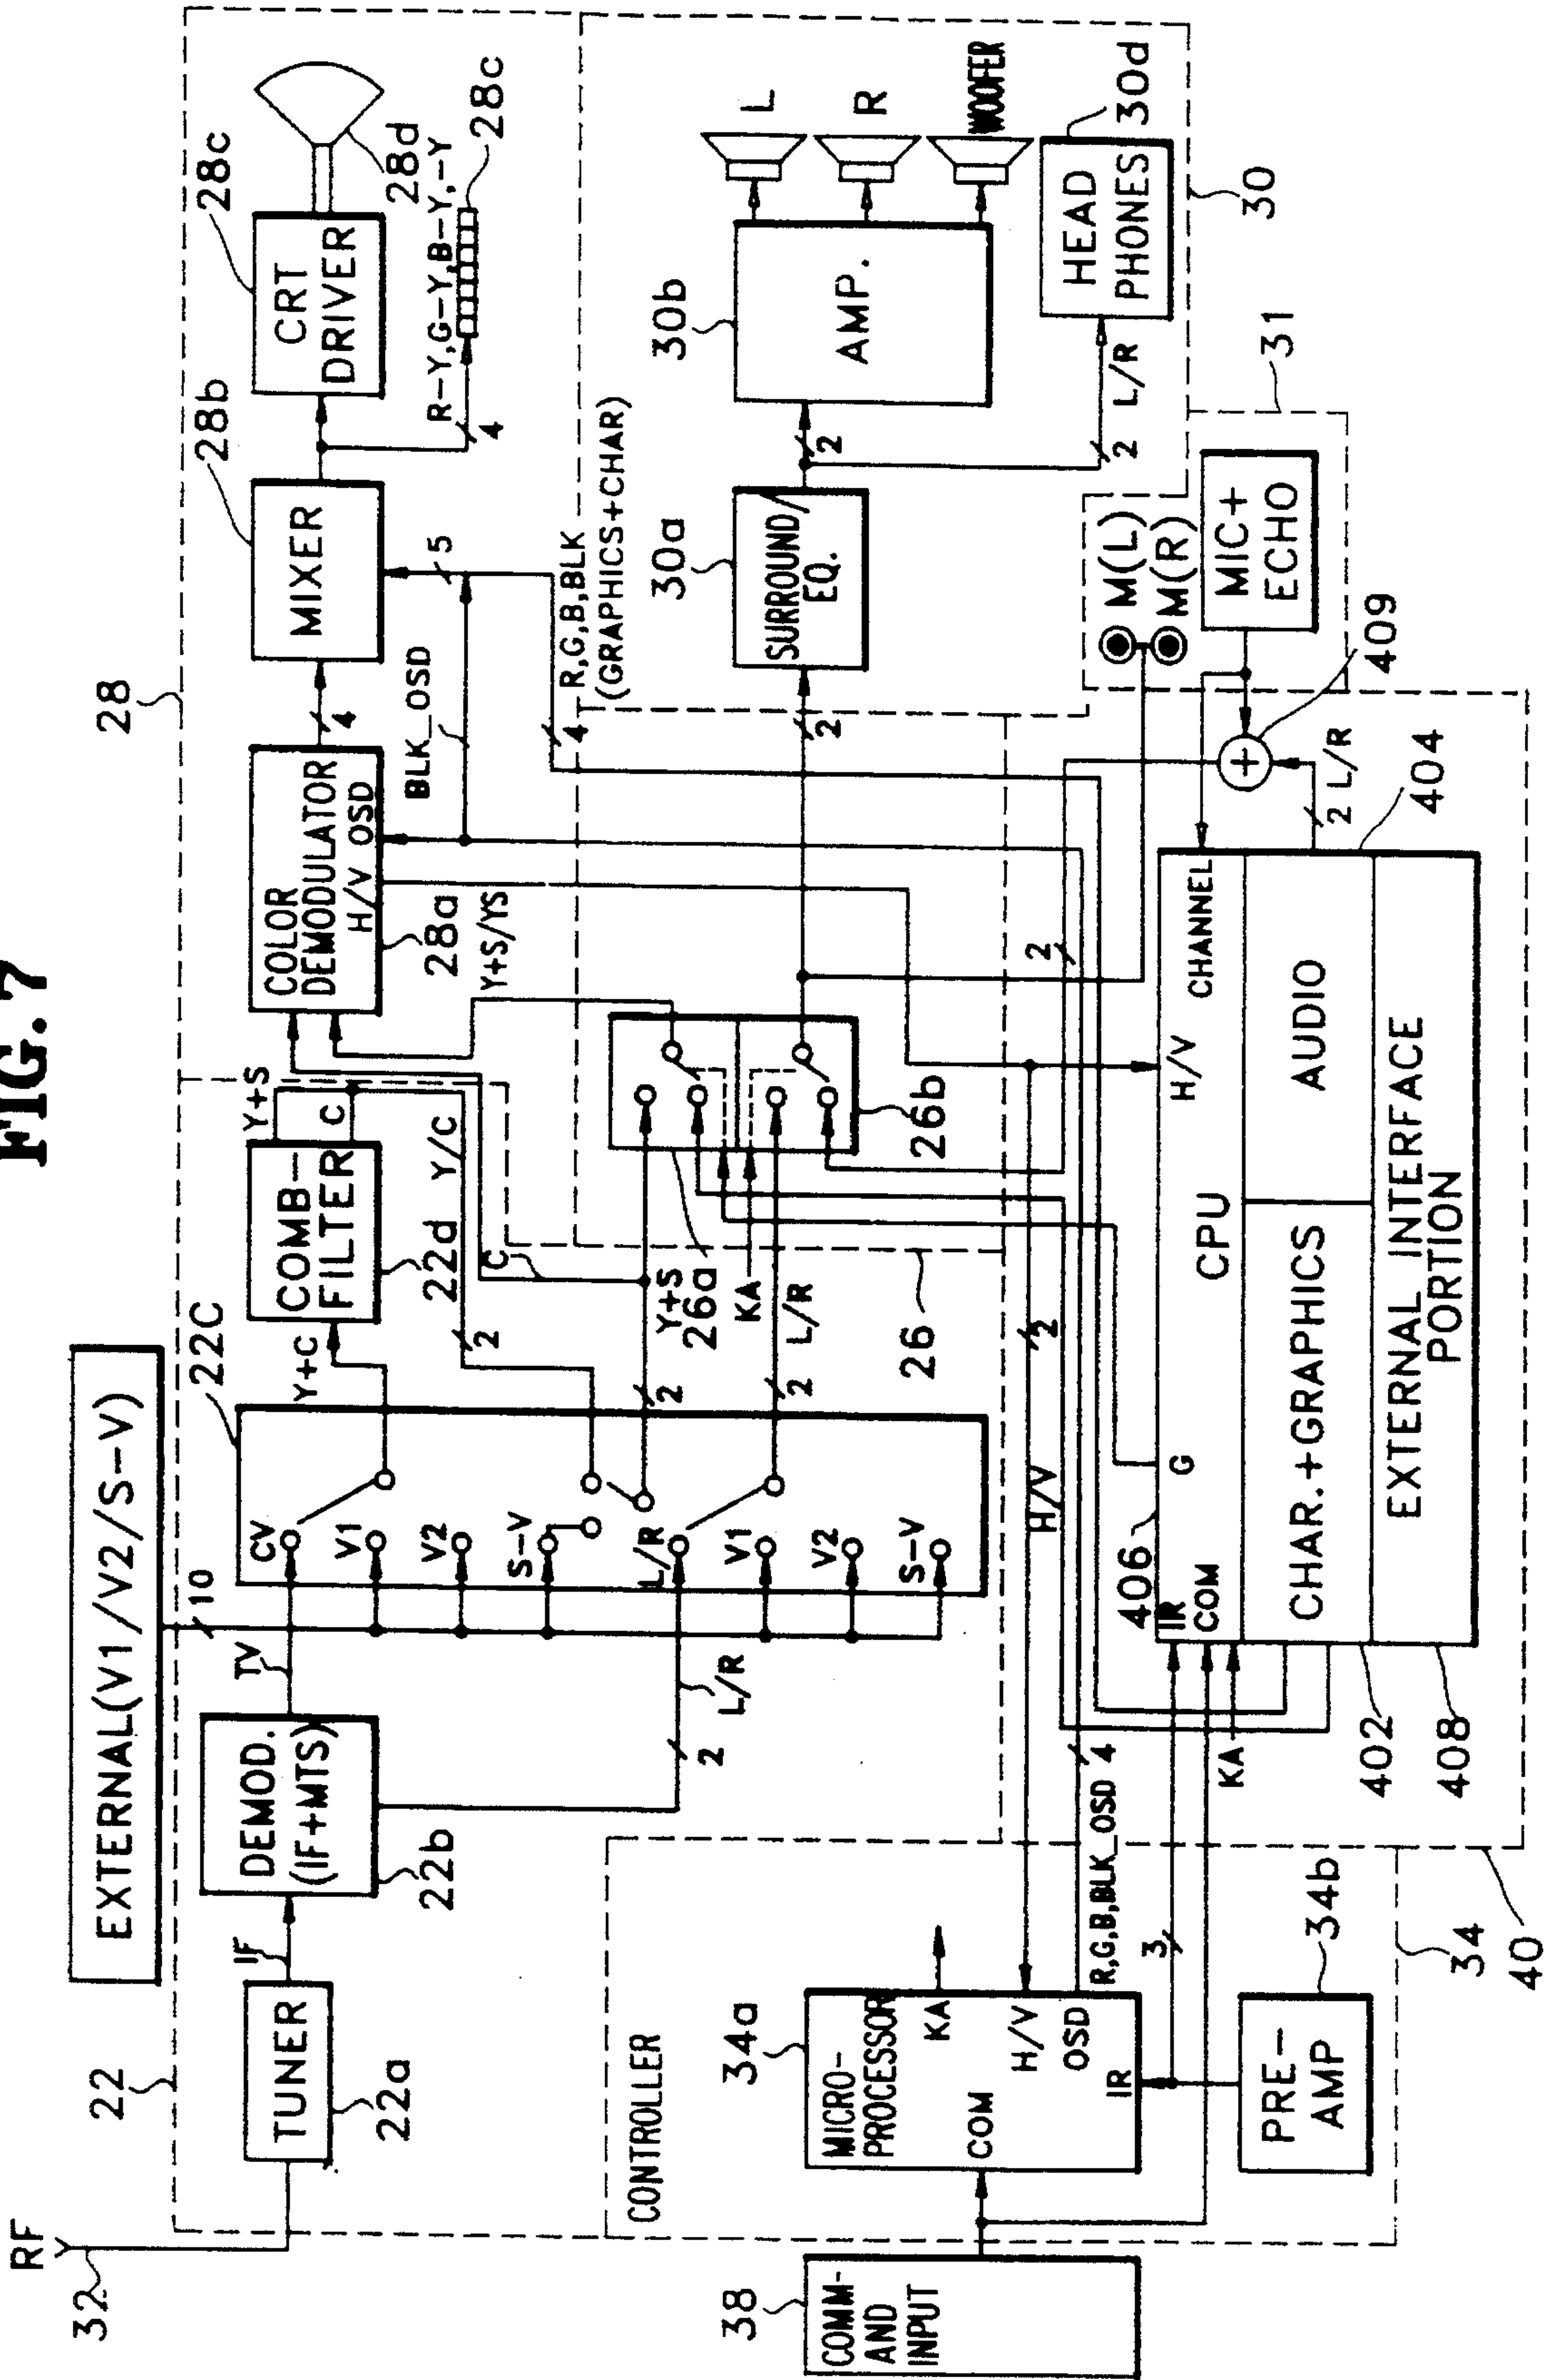 FIG. 7
RF
32
22
TUNER
22a
IF
EXTERNAL(V1/V2/S-V)
DEMOD.
(IF+MTS)
22b
TV
10
L/R
2
22C
CV
V1
V2
S-V
L/R
V1
V2
S-V
Y+C
COMB-
FILTER
22d
Y+S
C
Y/C
2
C
Y+S
2
26a
KA
L/R
2
26
26b
28
COLOR
DEMODULATOR
H/V OSD
28a
Y+S/YS
4
BLK_OSD
MIXER
28b
5
4
R,G,B,BLK
(GRAPHICS+CHAR)
CRT
DRIVER
28c
28d
R-Y,G-Y,B-Y,-Y
4
28c
2
SURROUND/
EQ.
30a
2
AMP.
30b
L
R
WOOFER
HEAD
PHONES
30d
2
L/R
30
31
M(L)
M(R)
MIC+
ECHO
409
2 L/R
404
2
CONTROLLER
38
COMM-
AND
INPUT
34a
MICRO-
PROCESSOR
KA
COM
H/V
OSD
IR
R,G,B,BLK_OSD 4
H/V
2
PRE-
AMP
34b
3
34
40
406
IR
COM
KA
G
CPU
H/V
CHANNEL
CHAR.+GRAPHICS
AUDIO
EXTERNAL INTERFACE
PORTION
402
408